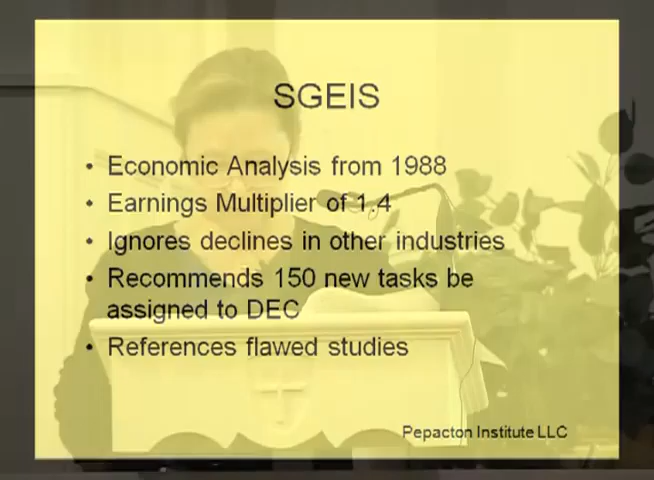 SGEIS
• Economic Analysis from 1988
• Earnings Multiplier of 1.4
• Ignores declines in other industries
• Recommends 150 new tasks be
assigned to DEC
• References flawed studies
Pepacton Institute LLC